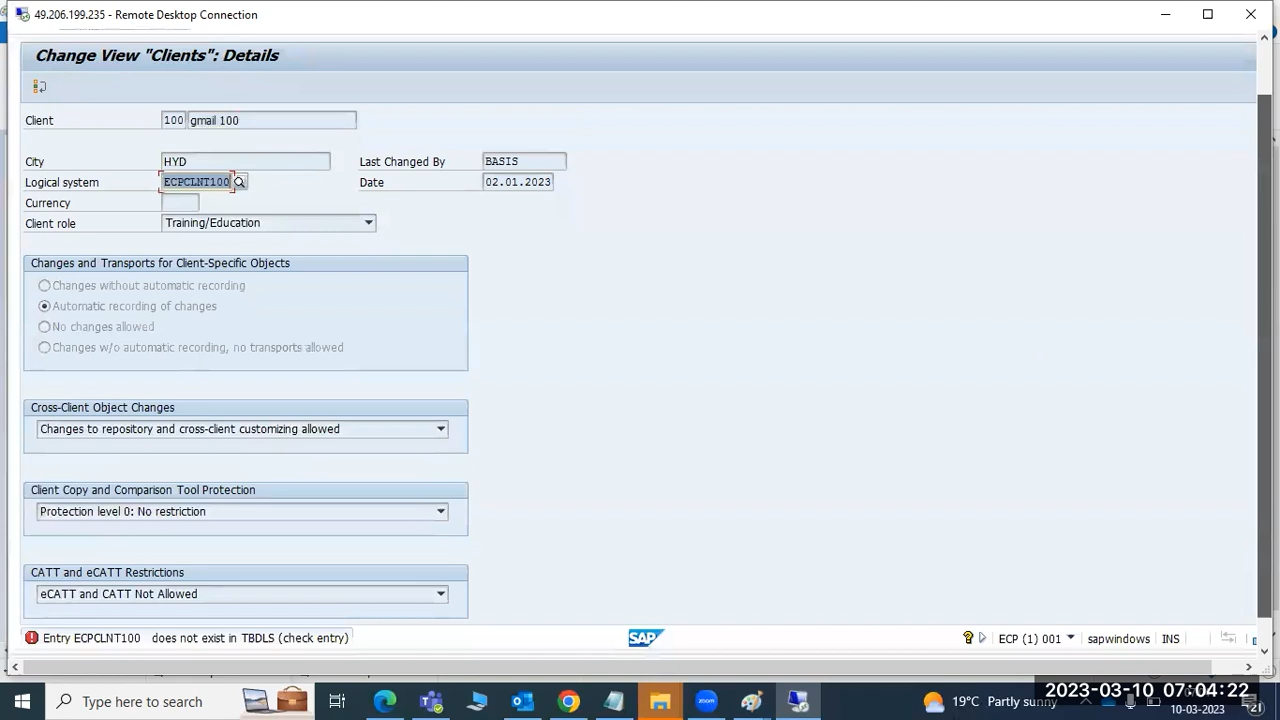 49.206.199.235 - Remote Desktop Connection
Change View "Clients": Details
Client 100 gmail 100
City HYD Last Changed By BASIS
Logical system ECPCLNT100 Date 02.01.2023
Currency
Client role Training/Education
Changes and Transports for Client-Specific Objects
Changes without automatic recording
Automatic recording of changes
No changes allowed
Changes w/o automatic recording, no transports allowed
Cross-Client Object Changes
Changes to repository and cross-client customizing allowed
Client Copy and Comparison Tool Protection
Protection level 0: No restriction
CATT and eCATT Restrictions
eCATT and CATT Not Allowed
Entry ECPCLNT100 does not exist in TBDLS (check entry) SAP ECP (1) 001 sapwindows INS
Type here to search 19°C Partly sunny 2023-03-10 07:04:22
10-03-2023 21